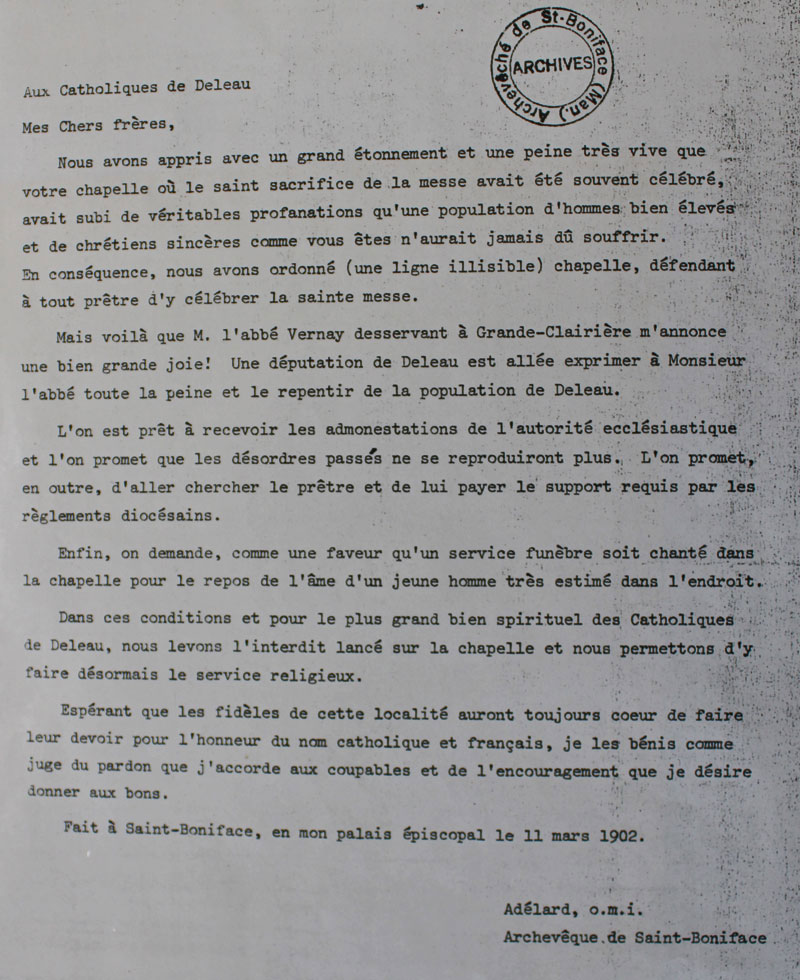 Archevêché de St-Boniface (Man.)
ARCHIVES
Aux Catholiques de Deleau
Mes Chers frères,
Nous avons appris avec un grand étonnement et une peine très vive que
votre chapelle où le saint sacrifice de la messe avait été souvent célébré,
avait subi de véritables profanations qu'une population d'hommes bien élevés
et de chrétiens sincères comme vous êtes n'aurait jamais dû souffrir.
En conséquence, nous avons ordonné (une ligne illisible) chapelle, défendant
à tout prêtre d'y célébrer la sainte messe.
Mais voilà que M. l'abbé Vernay desservant à Grande-Clairière m'annonce
une bien grande joie! Une députation de Deleau est allée exprimer à Monsieur
l'abbé toute la peine et le repentir de la population de Deleau.
L'on est prêt à recevoir les admonestations de l'autorité ecclésiastique
et l'on promet que les désordres passés ne se reproduiront plus. L'on promet,
en outre, d'aller chercher le prêtre et de lui payer le support requis par les
règlements diocésains.
Enfin, on demande, comme une faveur qu'un service funèbre soit chanté dans
la chapelle pour le repos de l'âme d'un jeune homme très estimé dans l'endroit.
Dans ces conditions et pour le plus grand bien spirituel des Catholiques
de Deleau, nous levons l'interdit lancé sur la chapelle et nous permettons d'y
faire désormais le service religieux.
Espérant que les fidèles de cette localité auront toujours coeur de faire
leur devoir pour l'honneur du nom catholique et français, je les bénis comme
juge du pardon que j'accorde aux coupables et de l'encouragement que je désire
donner aux bons.
Fait à Saint-Boniface, en mon palais épiscopal le 11 mars 1902.
Adélard, o.m.i.
Archevêque de Saint-Boniface